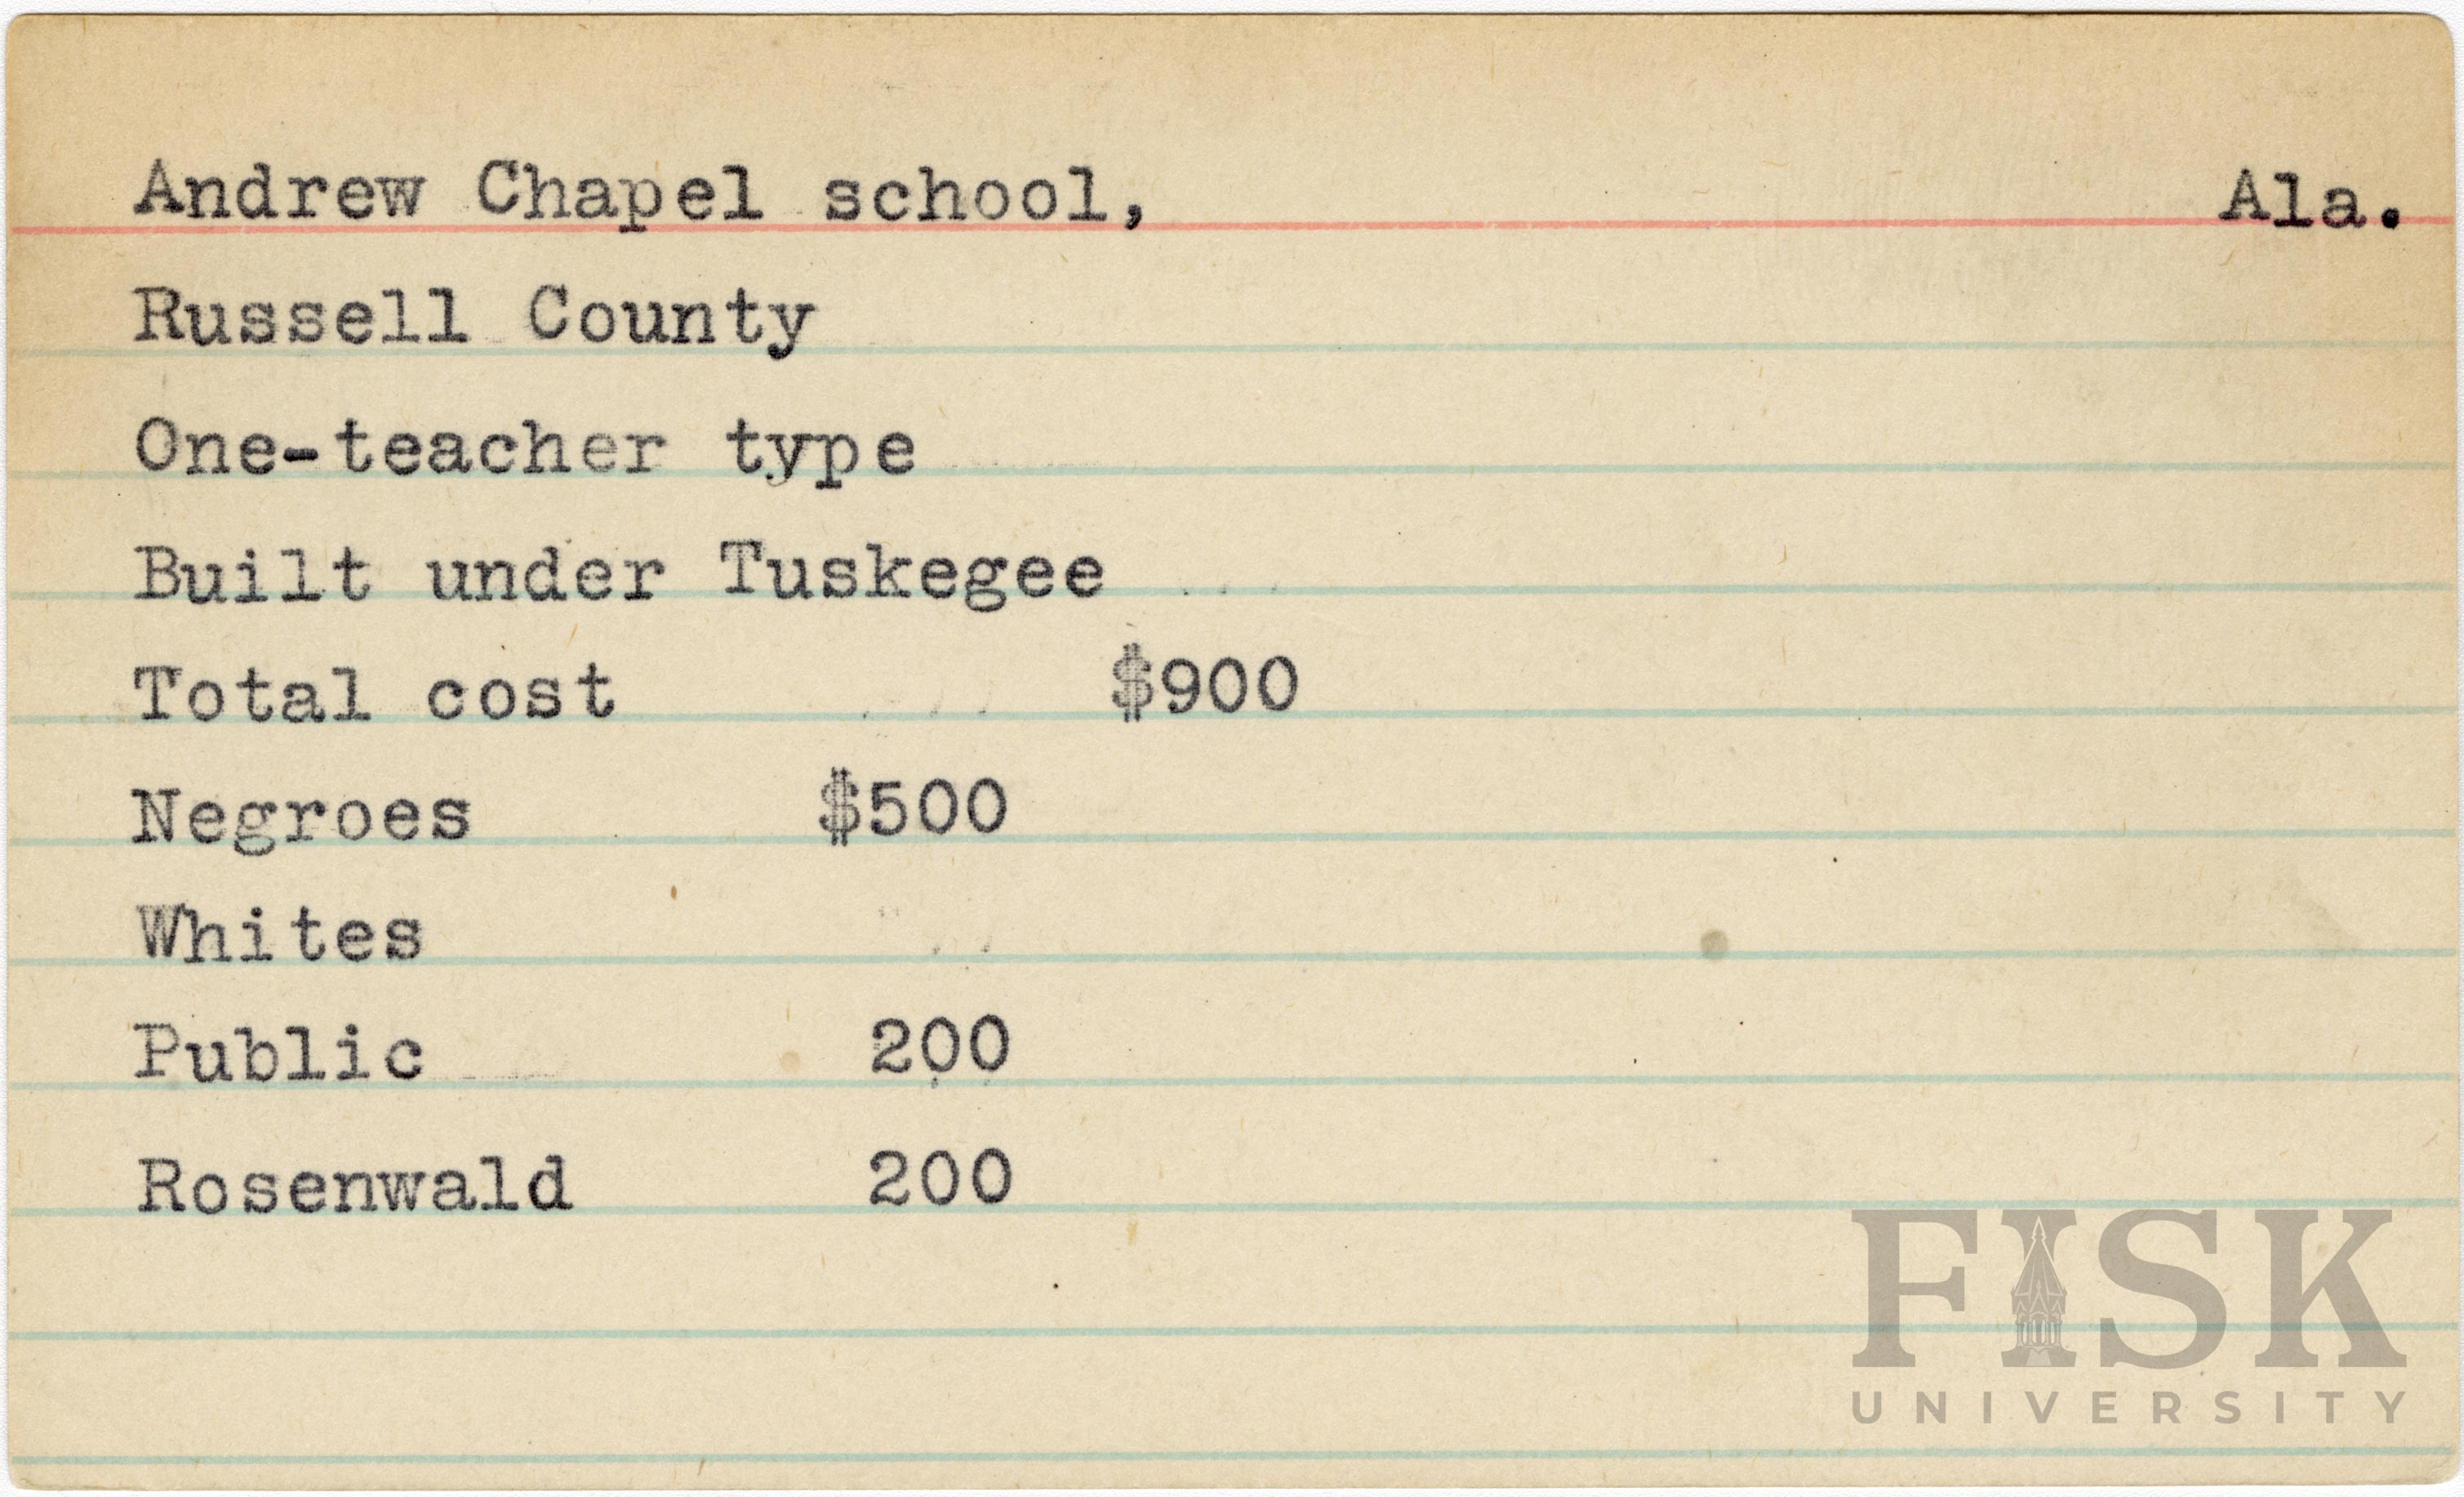 Andrew Chapel school, Ala.
Russell County
One-teacher type
Built under Tuskegee
Total cost $900
Negroes $500
Whites
Public 200
Rosenwald 200
FISK
UNIVERSITY